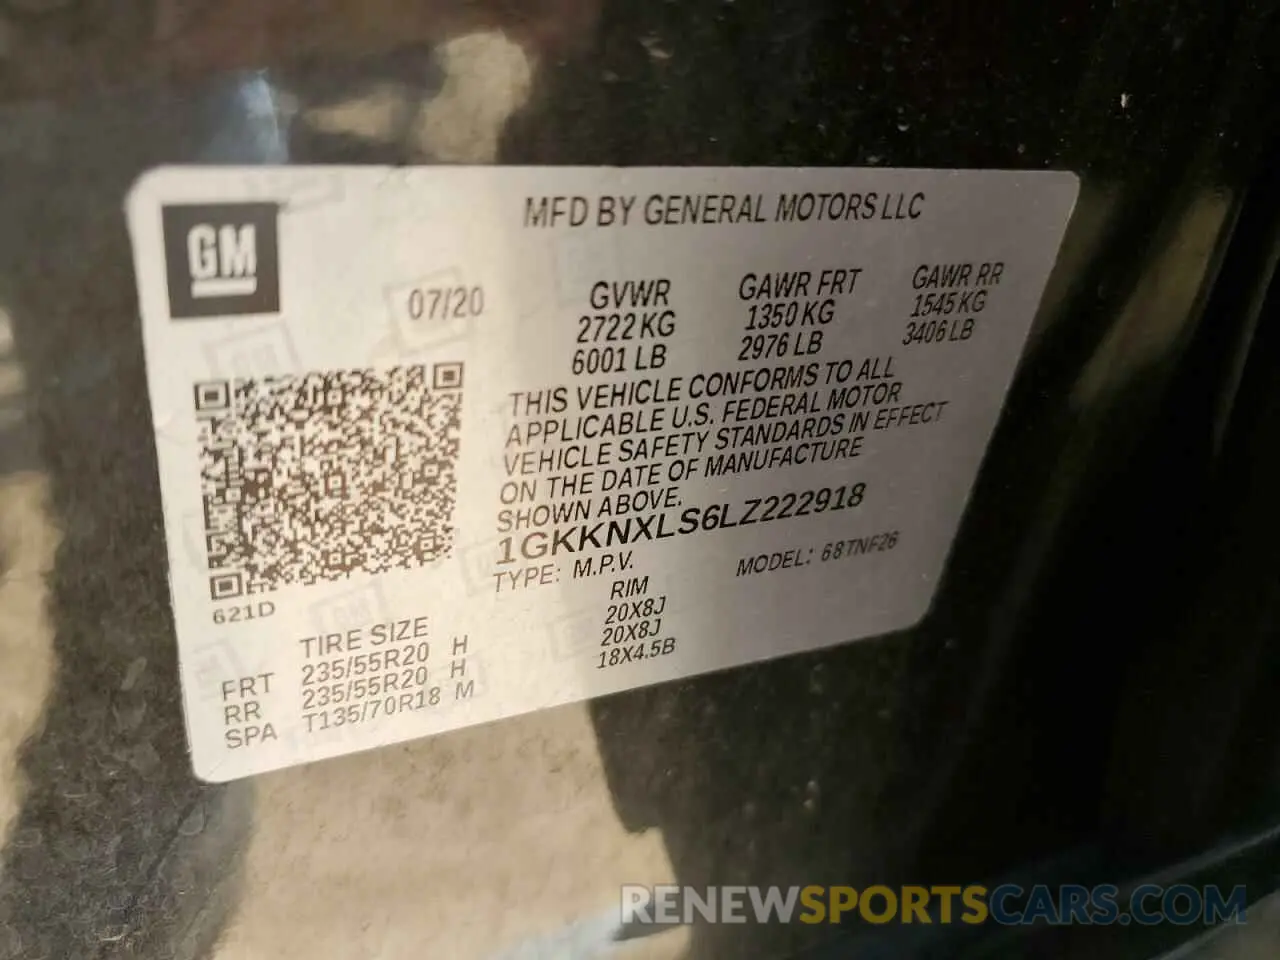 MFD BY GENERAL MOTORS LLC
GM
07/20
GVWR GAWR FRT GAWR RR
2722 KG 1350 KG 1545 KG
6001 LB 2976 LB 3406 LB
THIS VEHICLE CONFORMS TO ALL
APPLICABLE U.S. FEDERAL MOTOR
VEHICLE SAFETY STANDARDS IN EFFECT
ON THE DATE OF MANUFACTURE
SHOWN ABOVE.
1GKKNXLS6LZ222918
TYPE: M.P.V. MODEL: 68TNF26
621D
TIRE SIZE RIM
FRT 235/55R20 H 20X8J
RR 235/55R20 H 20X8J
SPA T135/70R18 M 18X4.5B
RENEWSPORTSCARS.COM